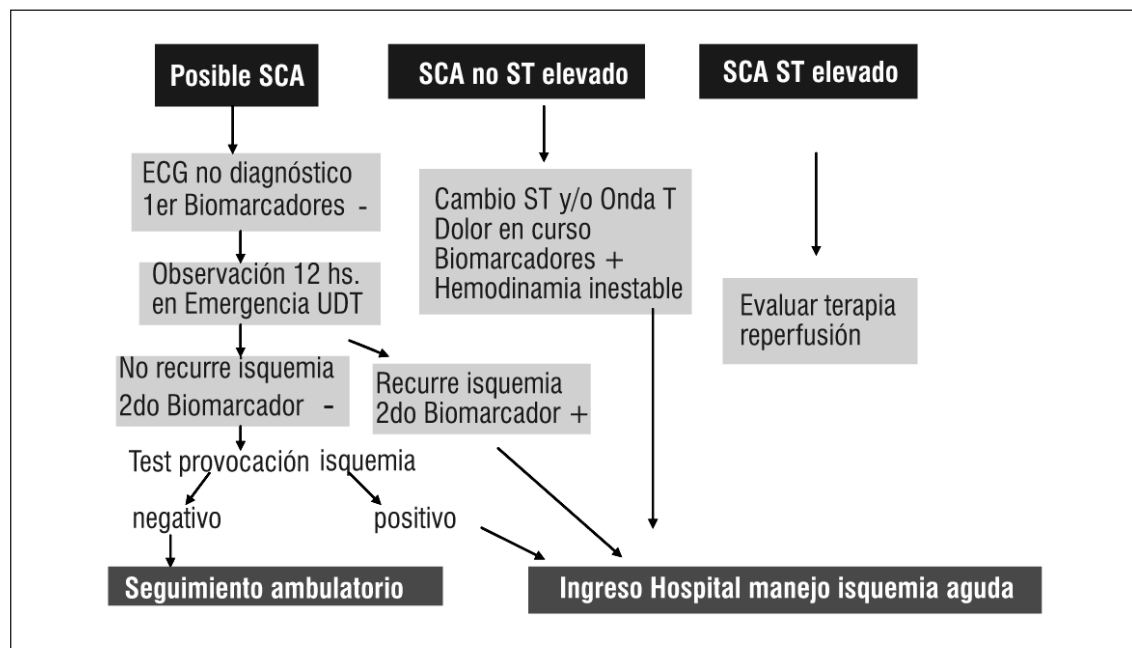 Posible SCA
SCA no ST elevado
SCA ST elevado
ECG no diagnóstico
1er Biomarcadores -
Observación 12 hs.
en Emergencia UDT
No recurre isquemia
2do Biomarcador -
Recurre isquemia
2do Biomarcador +
Test provocación isquemia
negativo
positivo
Cambio ST y/o Onda T
Dolor en curso
Biomarcadores +
Hemodinamia inestable
Evaluar terapia
reperfusión
Seguimiento ambulatorio
Ingreso Hospital manejo isquemia aguda